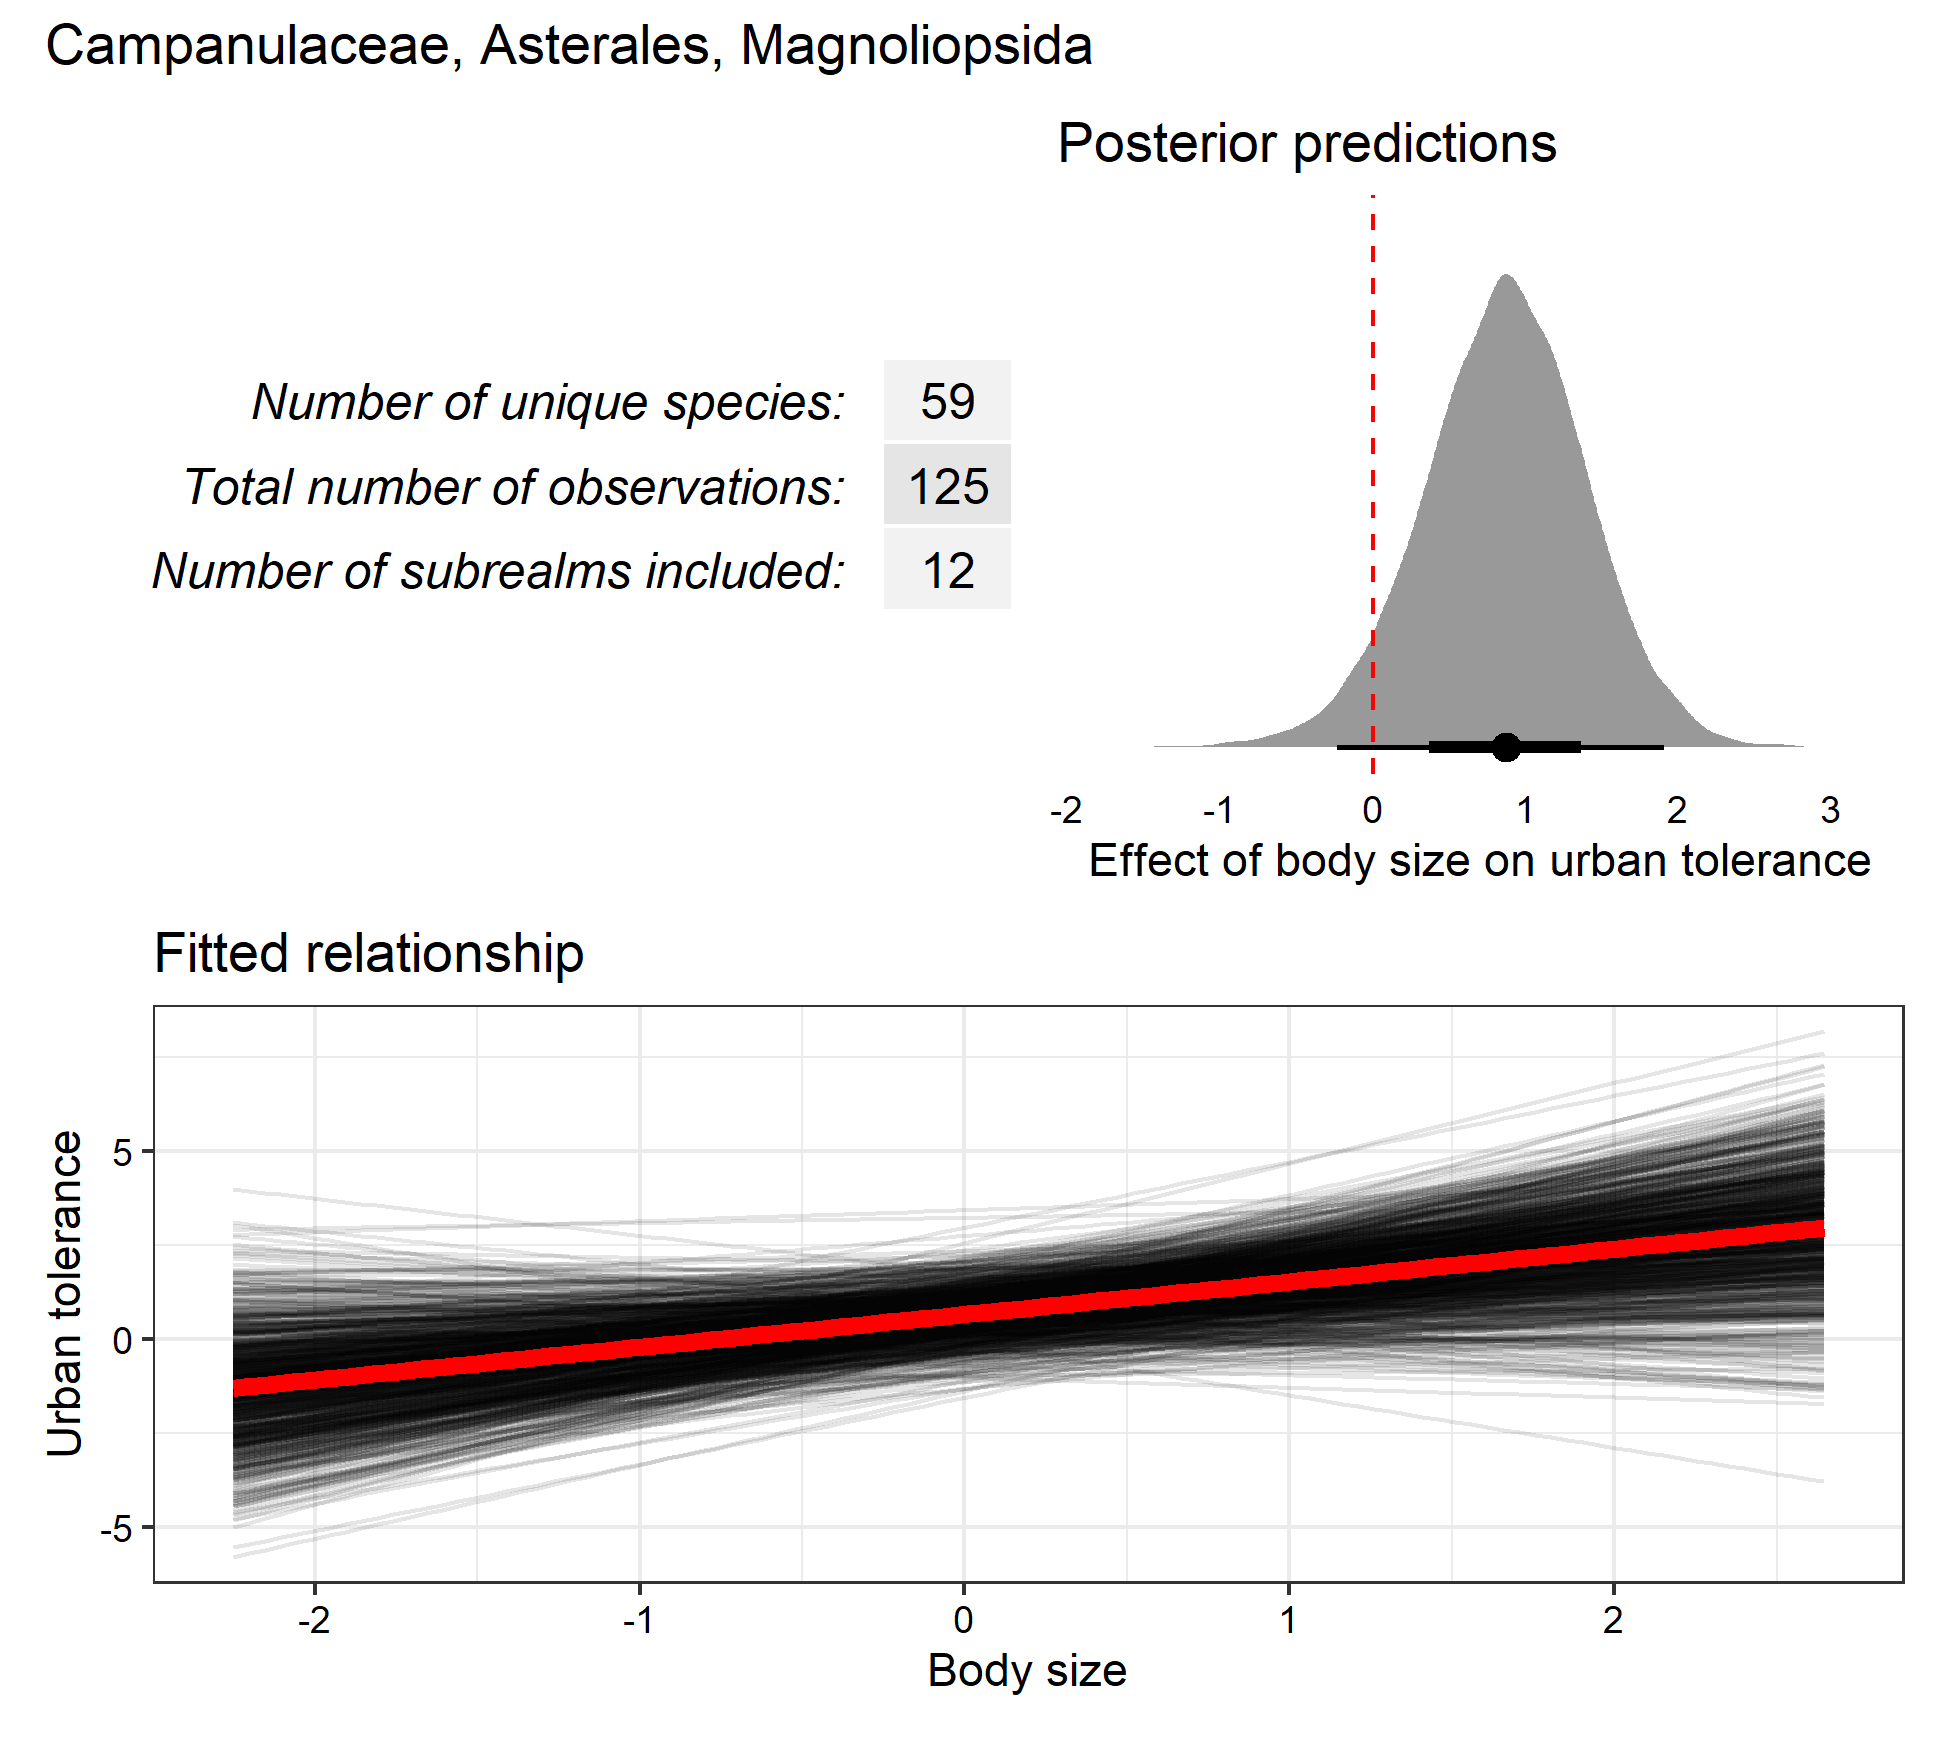 Campanulaceae, Asterales, Magnoliopsida
Posterior predictions
Number of unique species: 59
Total number of observations: 125
Number of subrealms included: 12
-2 -1 0 1 2 3
Effect of body size on urban tolerance
Fitted relationship
Urban tolerance
5
0
-5
-2 -1 0 1 2
Body size